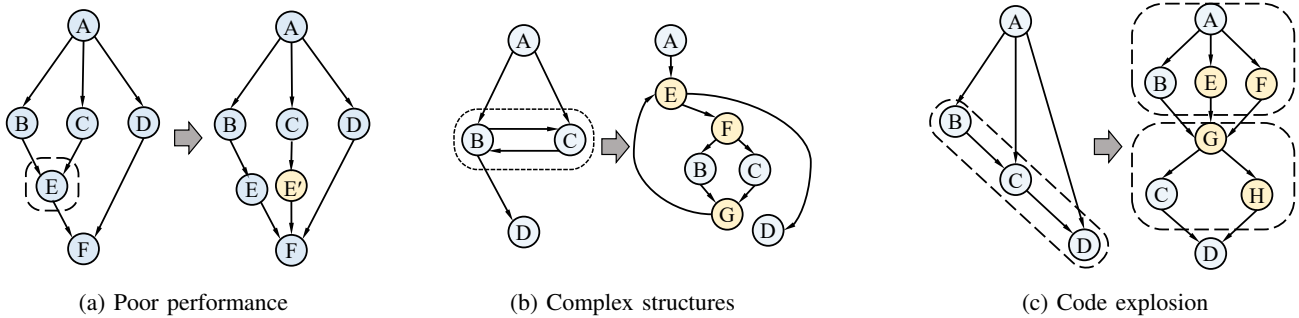 A
B C D
E
F
A
B C D
E E′
F
A
B C
D
A
E
F
B C
G
D
A
B
C
D
A
B E F
G
C H
D
(a) Poor performance
(b) Complex structures
(c) Code explosion